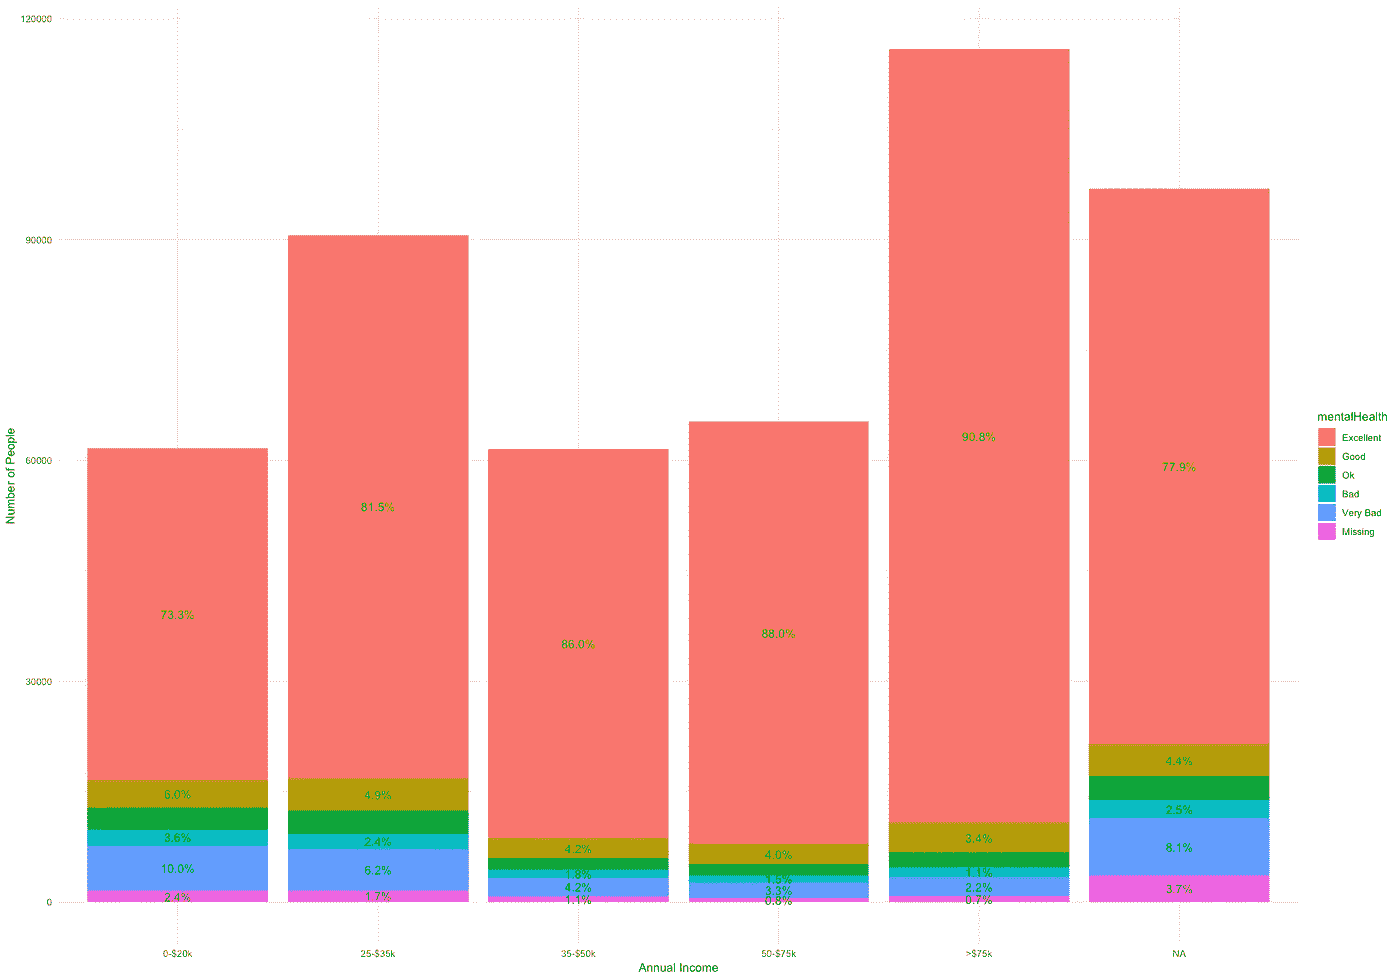 120000
90000
60000
30000
0
Number of People
73.3%
6.0%
3.6%
10.0%
2.4%
81.5%
4.9%
2.4%
6.2%
1.7%
86.0%
4.2%
1.8%
4.2%
1.1%
88.0%
4.0%
1.5%
3.3%
0.8%
90.8%
3.4%
1.1%
2.2%
0.7%
77.9%
4.4%
2.5%
8.1%
3.7%
0-$20k
25-$35k
35-$50k
50-$75k
>$75k
NA
Annual Income
mentalHealth
Excellent
Good
Ok
Bad
Very Bad
Missing